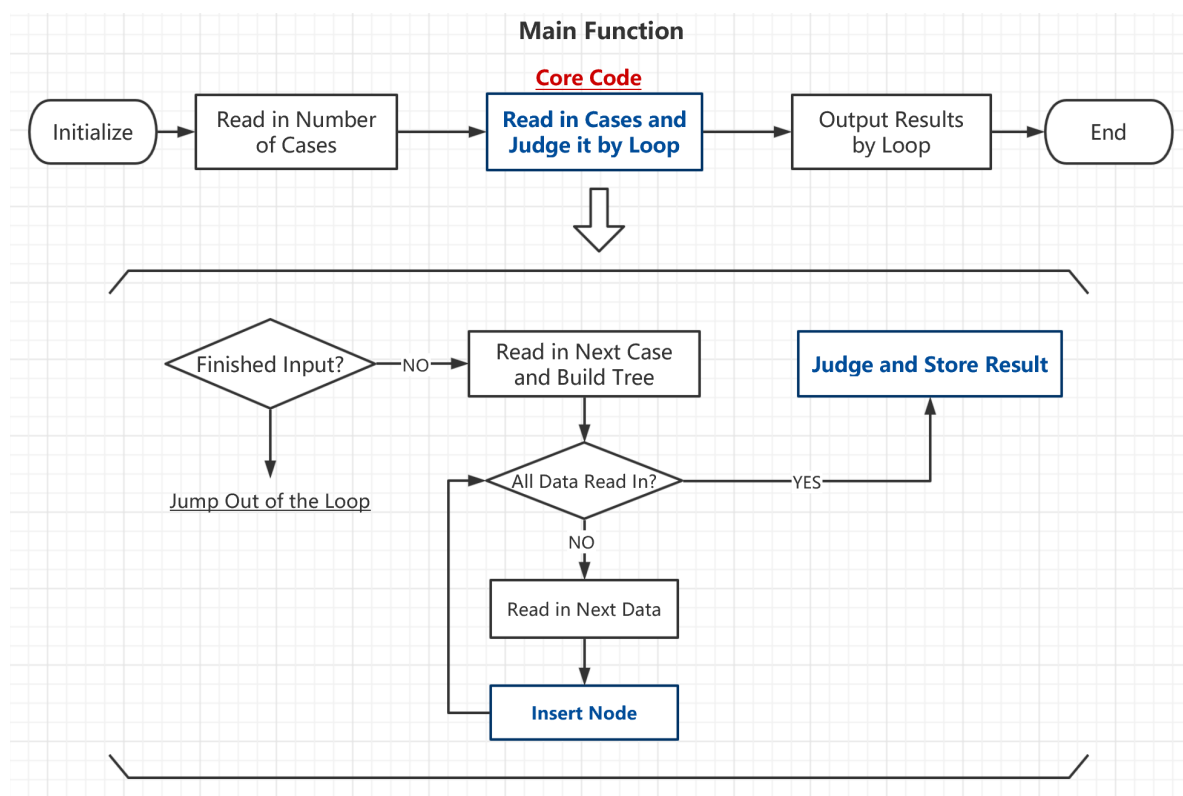 Main Function
Core Code
Initialize
Read in Number
of Cases
Read in Cases and
Judge it by Loop
Output Results
by Loop
End
Finished Input?
NO
Read in Next Case
and Build Tree
Judge and Store Result
Jump Out of the Loop
All Data Read In?
YES
NO
Read in Next Data
Insert Node